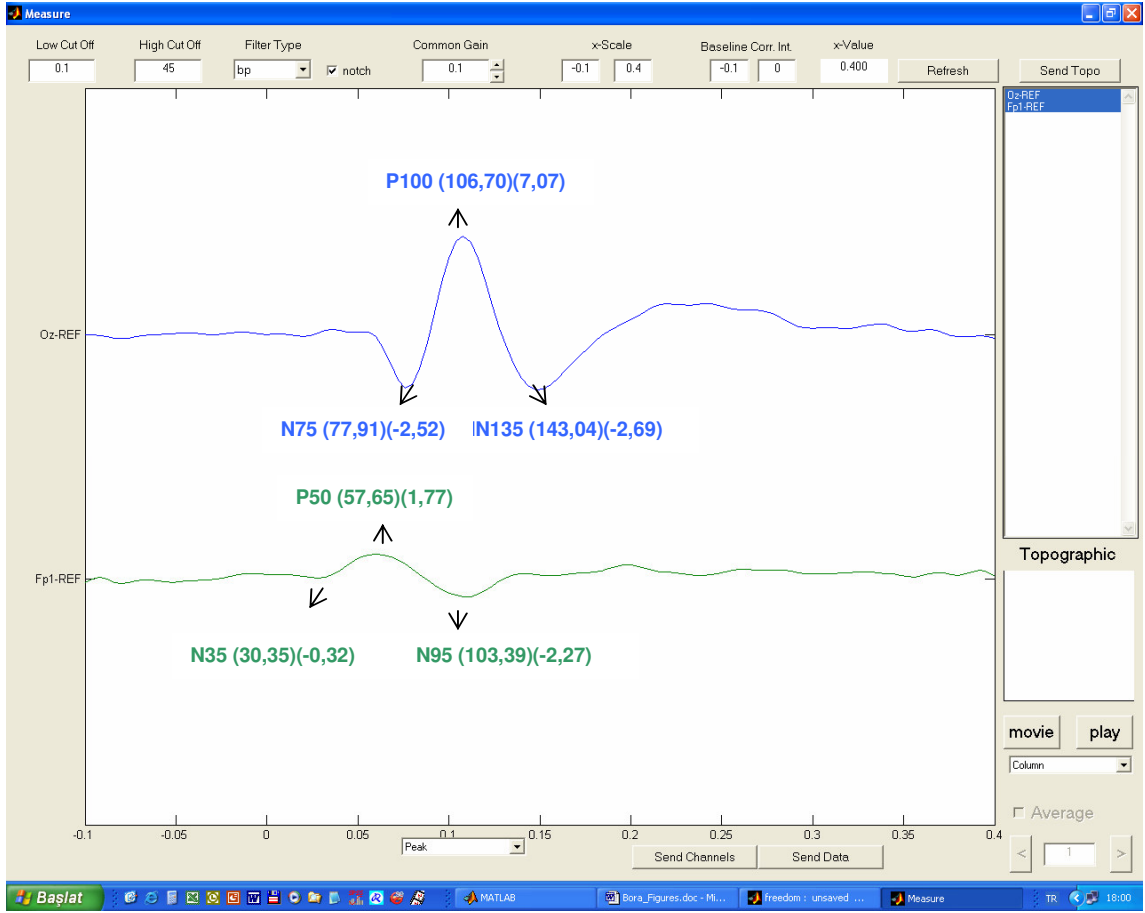 Measure
Low Cut Off High Cut Off Filter Type Common Gain x-Scale Baseline Corr. Int. x-Value
0.1 45 bp notch 0.1 -0.1 0.4 -0.1 0 0.400 Refresh Send Topo
Oz-REF
Fp1-REF
P100 (106,70)(7,07)
Oz-REF
N75 (77,91)(-2,52) N135 (143,04)(-2,69)
P50 (57,65)(1,77)
Topographic
Fp1-REF
N35 (30,35)(-0,32) N95 (103,39)(-2,27)
movie play
Column
Average
-0.1 -0.05 0 0.05 0.1 0.15 0.2 0.25 0.3 0.35 0.4
Peak
Send Channels Send Data
< 1 >
Başlat MATLAB Bora_Figures.doc - Mi... freedom : unsaved ... Measure TR 18:00